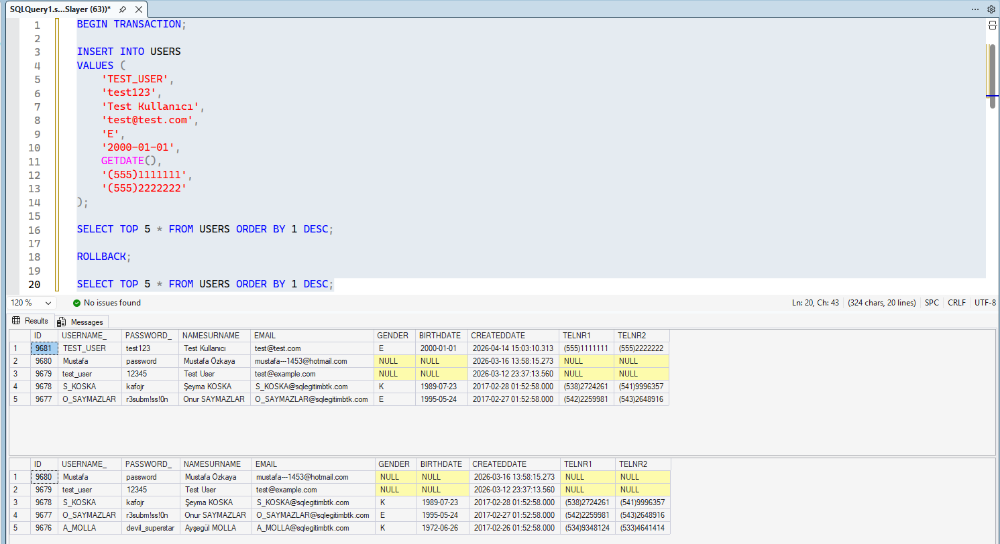 SQLQuery1.s...Slayer (63))*
1 BEGIN TRANSACTION;
2
3 INSERT INTO USERS
4 VALUES (
5 'TEST_USER',
6 'test123',
7 'Test Kullanıcı',
8 'test@test.com',
9 'E',
10 '2000-01-01',
11 GETDATE(),
12 '(555)1111111',
13 '(555)2222222'
14 );
15
16 SELECT TOP 5 * FROM USERS ORDER BY 1 DESC;
17
18 ROLLBACK;
19
20 SELECT TOP 5 * FROM USERS ORDER BY 1 DESC;
120 % No issues found Ln: 20, Ch: 43 (324 chars, 20 lines) SPC CRLF UTF-8
Results Messages
ID USERNAME_ PASSWORD_ NAMESURNAME EMAIL GENDER BIRTHDATE CREATEDDATE TELNR1 TELNR2
1 9681 TEST_USER test123 Test Kullanıcı test@test.com E 2000-01-01 2026-04-14 15:03:10.313 (555)1111111 (555)2222222
2 9680 Mustafa password Mustafa Özkaya mustafa---1453@hotmail.com NULL NULL 2026-03-16 13:58:15.273 NULL NULL
3 9679 test_user 12345 Test User test@example.com NULL NULL 2026-03-12 23:37:13.560 NULL NULL
4 9678 S_KOSKA kafojr Şeyma KOSKA S_KOSKA@sqlegitimbtk.com K 1989-07-23 2017-02-28 01:52:58.000 (538)2724261 (541)9996357
5 9677 O_SAYMAZLAR r3subm!ss!0n Onur SAYMAZLAR O_SAYMAZLAR@sqlegitimbtk.com E 1995-05-24 2017-02-27 01:52:58.000 (542)2259981 (543)2648916
ID USERNAME_ PASSWORD_ NAMESURNAME EMAIL GENDER BIRTHDATE CREATEDDATE TELNR1 TELNR2
1 9680 Mustafa password Mustafa Özkaya mustafa---1453@hotmail.com NULL NULL 2026-03-16 13:58:15.273 NULL NULL
2 9679 test_user 12345 Test User test@example.com NULL NULL 2026-03-12 23:37:13.560 NULL NULL
3 9678 S_KOSKA kafojr Şeyma KOSKA S_KOSKA@sqlegitimbtk.com K 1989-07-23 2017-02-28 01:52:58.000 (538)2724261 (541)9996357
4 9677 O_SAYMAZLAR r3subm!ss!0n Onur SAYMAZLAR O_SAYMAZLAR@sqlegitimbtk.com E 1995-05-24 2017-02-27 01:52:58.000 (542)2259981 (543)2648916
5 9676 A_MOLLA devil_superstar Ayşegül MOLLA A_MOLLA@sqlegitimbtk.com K 1972-06-26 2017-02-26 01:52:58.000 (534)9348124 (533)4641414